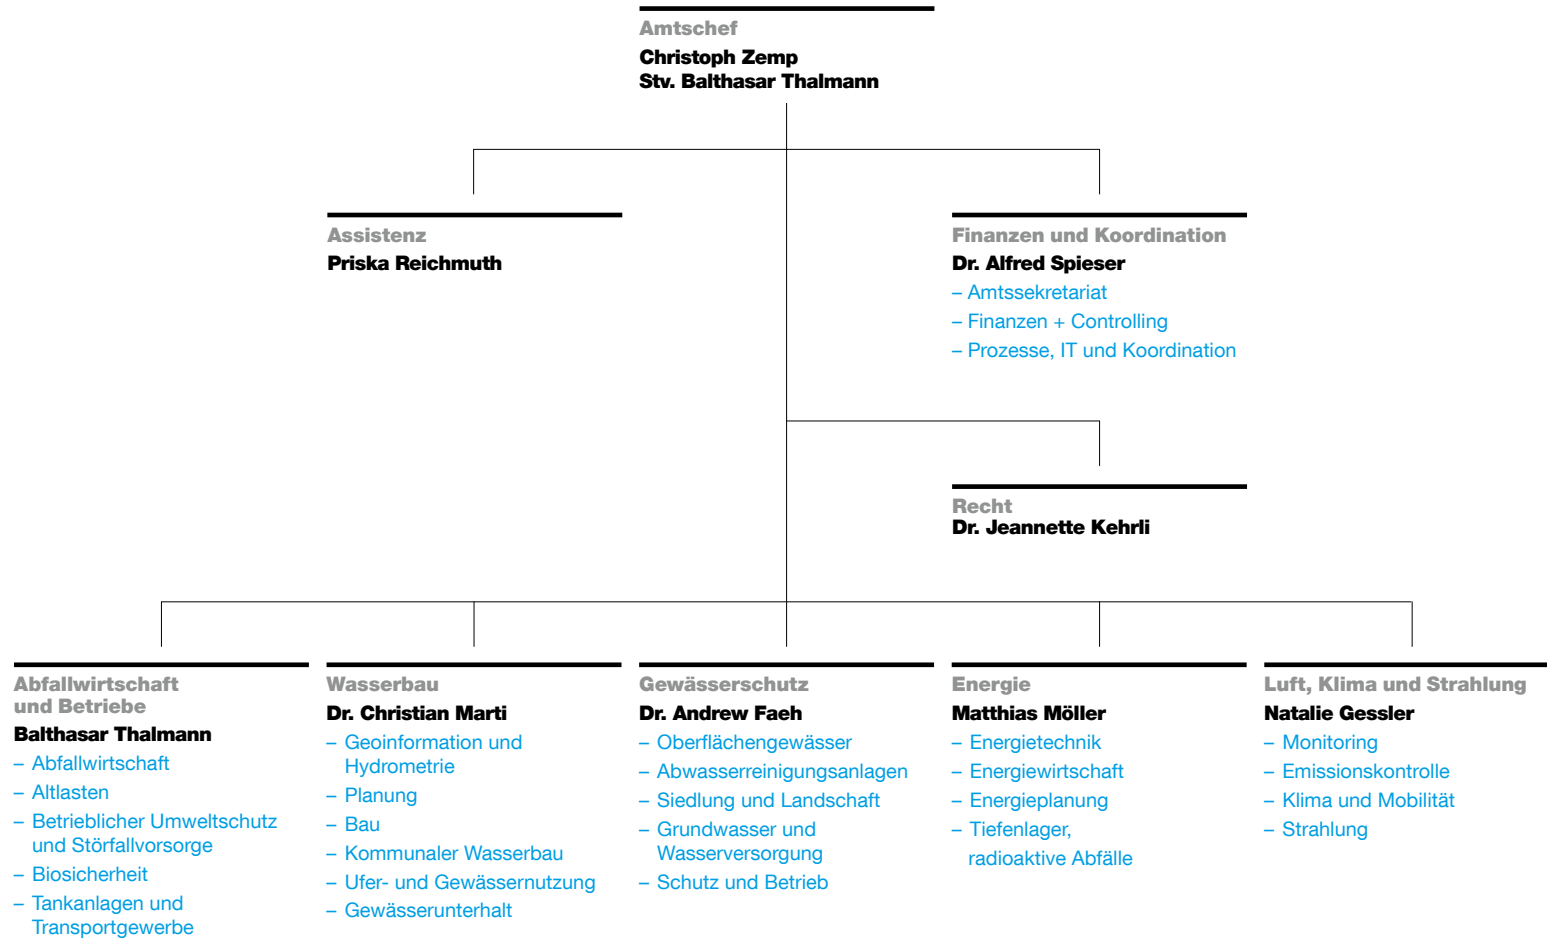 Amtschef
Christoph Zemp
Stv. Balthasar Thalmann
Assistenz
Priska Reichmuth
Finanzen und Koordination
Dr. Alfred Spieser
– Amtssekretariat
– Finanzen + Controlling
– Prozesse, IT und Koordination
Recht
Dr. Jeannette Kehrli
Abfallwirtschaft
und Betriebe
Balthasar Thalmann
– Abfallwirtschaft
– Altlasten
– Betrieblicher Umweltschutz
und Störfallvorsorge
– Biosicherheit
– Tankanlagen und
Transportgewerbe
Wasserbau
Dr. Christian Marti
– Geoinformation und
Hydrometrie
– Planung
– Bau
– Kommunaler Wasserbau
– Ufer- und Gewässernutzung
– Gewässerunterhalt
Gewässerschutz
Dr. Andrew Faeh
– Oberflächengewässer
– Abwasserreinigungsanlagen
– Siedlung und Landschaft
– Grundwasser und
Wasserversorgung
– Schutz und Betrieb
Energie
Matthias Möller
– Energietechnik
– Energiewirtschaft
– Energieplanung
– Tiefenlager,
radioaktive Abfälle
Luft, Klima und Strahlung
Natalie Gessler
– Monitoring
– Emissionskontrolle
– Klima und Mobilität
– Strahlung